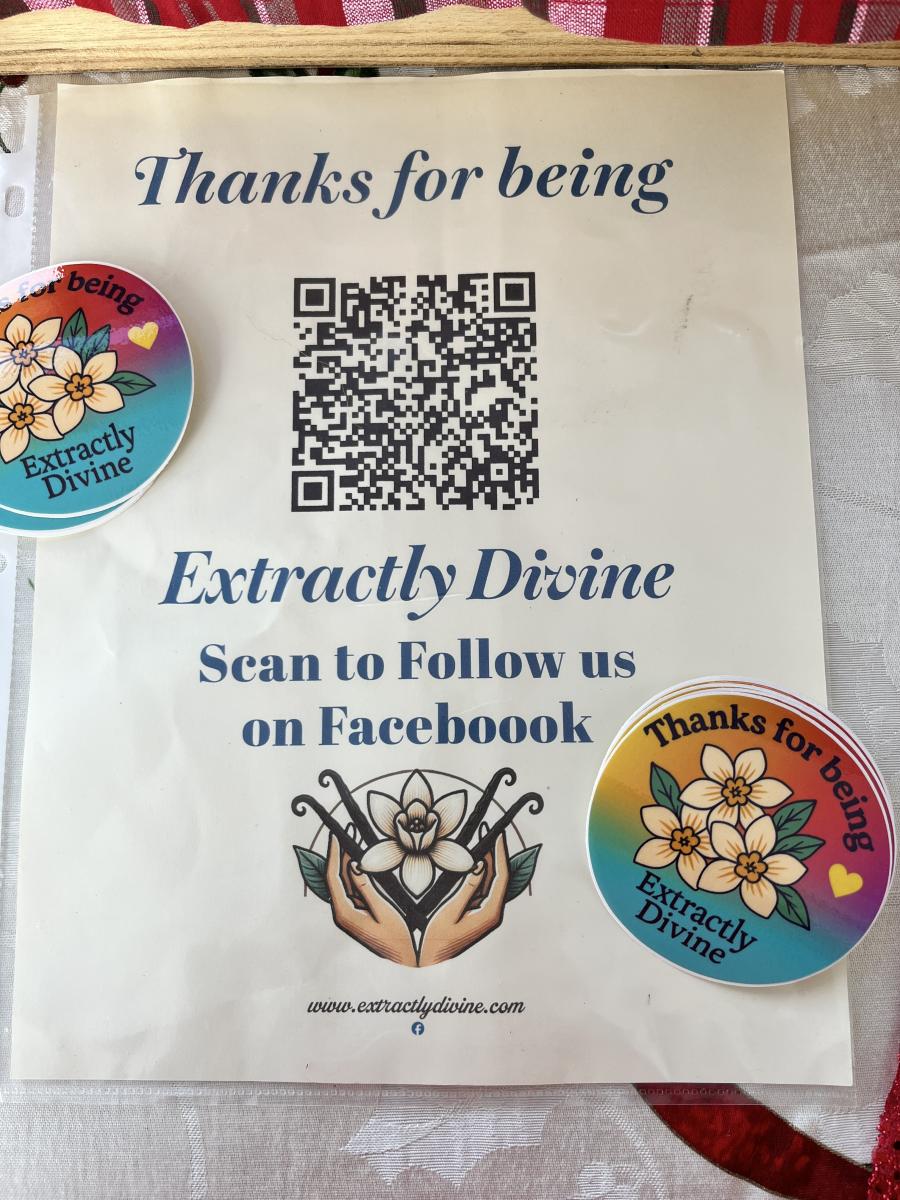 Thanks for being
for being
Extractly
Divine
Extractly Divine
Scan to Follow us
on Faceboook
Thanks for being
Extractly
Divine
www.extractlydivine.com